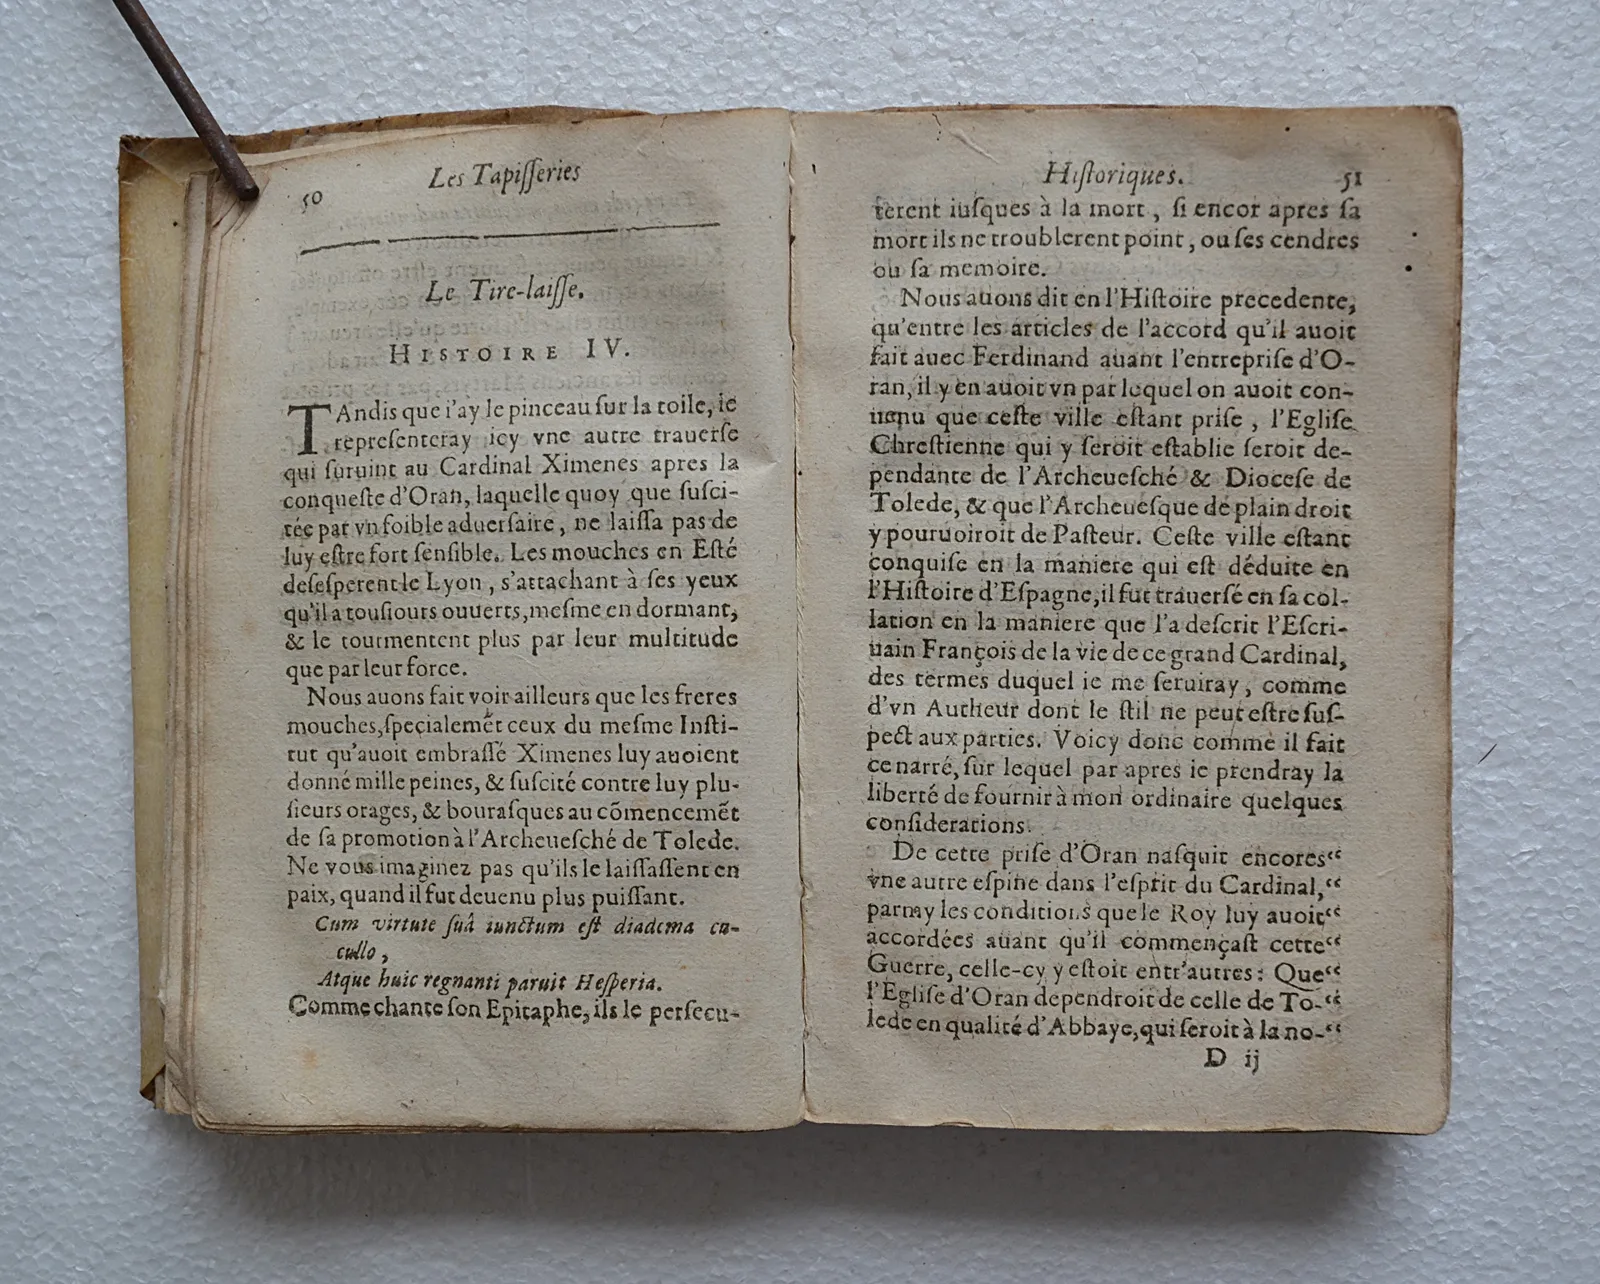 50
Les Tapiſſeries
Le Tire-laiſſe.
HISTOIRE IV.
TAndis que i'ay le pinceau ſur la toile, ie
repreſenteray icy vne autre trauerſe
qui ſuruint au Cardinal Ximenes apres la
conqueſte d'Oran, laquelle quoy que ſuſci-
tée par vn foible aduerſaire, ne laiſſa pas de
luy eſtre fort ſenſible. Les mouches en Eſté
deſeſperent le Lyon, s'attachant à ſes yeux
qu'il a touſiours ouuerts, meſme en dormant,
& le tourmentent plus par leur multitude
que par leur force.
Nous auons fait voir ailleurs que les freres
mouches, ſpecialemẽt ceux du meſme Inſti-
tut qu'auoit embraſſé Ximenes luy auoient
donné mille peines, & ſuſcité contre luy plu-
ſieurs orages, & bouraſques au cõmencemẽt
de ſa promotion à l'Archeueſché de Tolede.
Ne vous imaginez pas qu'ils le laiſſaſſent en
paix, quand il fut deuenu plus puiſſant.
Cum virtute ſuâ iunctum eſt diadema cu-
cullo,
Atque huic regnanti paruit Heſperia.
Comme chante ſon Epitaphe, ils le perſecu-
Hiſtoriques.
51
terent iuſques à la mort, ſi encor apres ſa
mort ils ne troublerent point, ou ſes cendres
ou ſa memoire.
Nous auons dit en l'Hiſtoire precedente,
qu'entre les articles de l'accord qu'il auoit
fait auec Ferdinand auant l'entrepriſe d'O-
ran, il y en auoit vn par lequel on auoit con-
uenu que ceſte ville eſtant priſe, l'Egliſe
Chreſtienne qui y ſeroit eſtablie ſeroit de-
pendante de l'Archeueſché & Dioceſe de
Tolede, & que l'Archeueſque de plain droit
y pouruoiroit de Paſteur. Ceſte ville eſtant
conquiſe en la maniere qui eſt déduite en
l'Hiſtoire d'Eſpagne, il fut trauerſé en ſa col-
lation en la maniere que l'a deſcrit l'Eſcri-
uain François de la vie de ce grand Cardinal,
des termes duquel ie me ſeruiray, comme
d'vn Autheur dont le ſtil ne peut eſtre ſuſ-
pect aux parties. Voicy donc comme il fait
ce narré, ſur lequel par apres ie prendray la
liberté de fournir à mon ordinaire quelques
conſiderations.
De cette priſe d'Oran naſquit encores“
vne autre eſpine dans l'eſprit du Cardinal,“
parmy les conditions que le Roy luy auoit“
accordées auant qu'il commençaſt cette“
Guerre, celle-cy y eſtoit entr'autres: Que“
l'Egliſe d'Oran dependroit de celle de To-“
lede en qualité d'Abbaye, qui ſeroit à la no-“
D ij